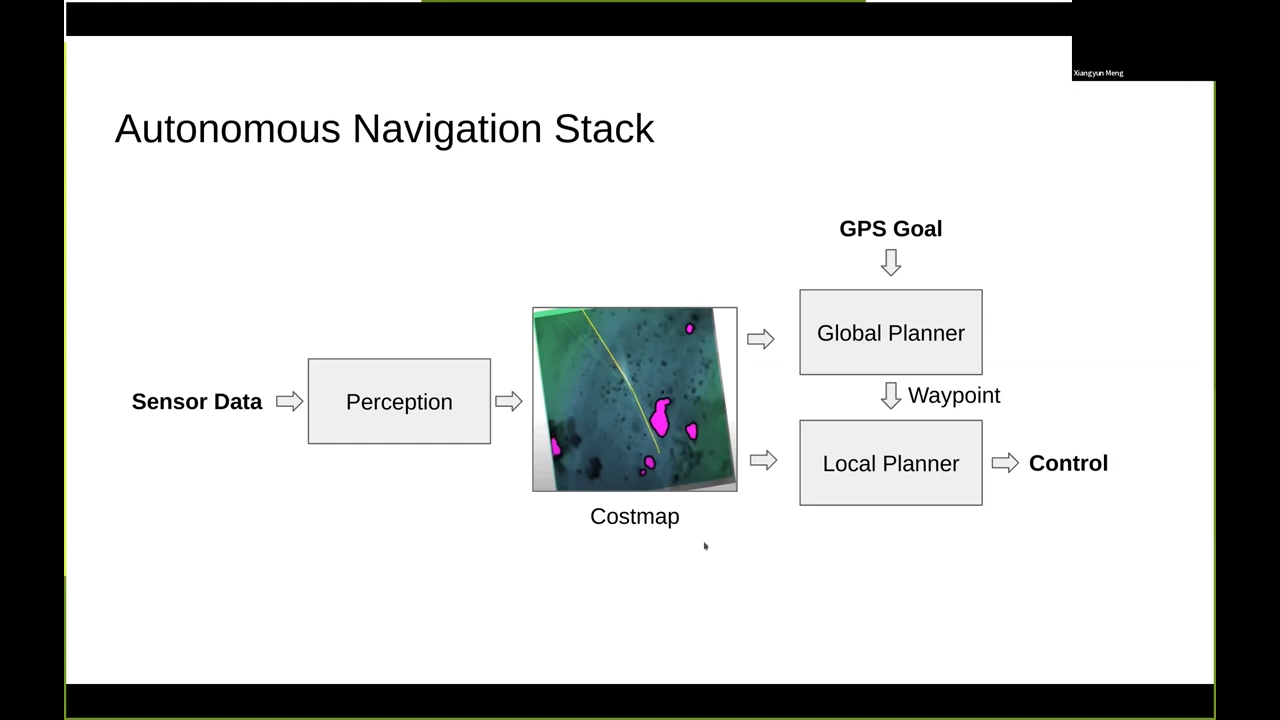 Xiangyun Meng
Autonomous Navigation Stack
GPS Goal
Global Planner
Sensor Data
Perception
Waypoint
Local Planner
Control
Costmap